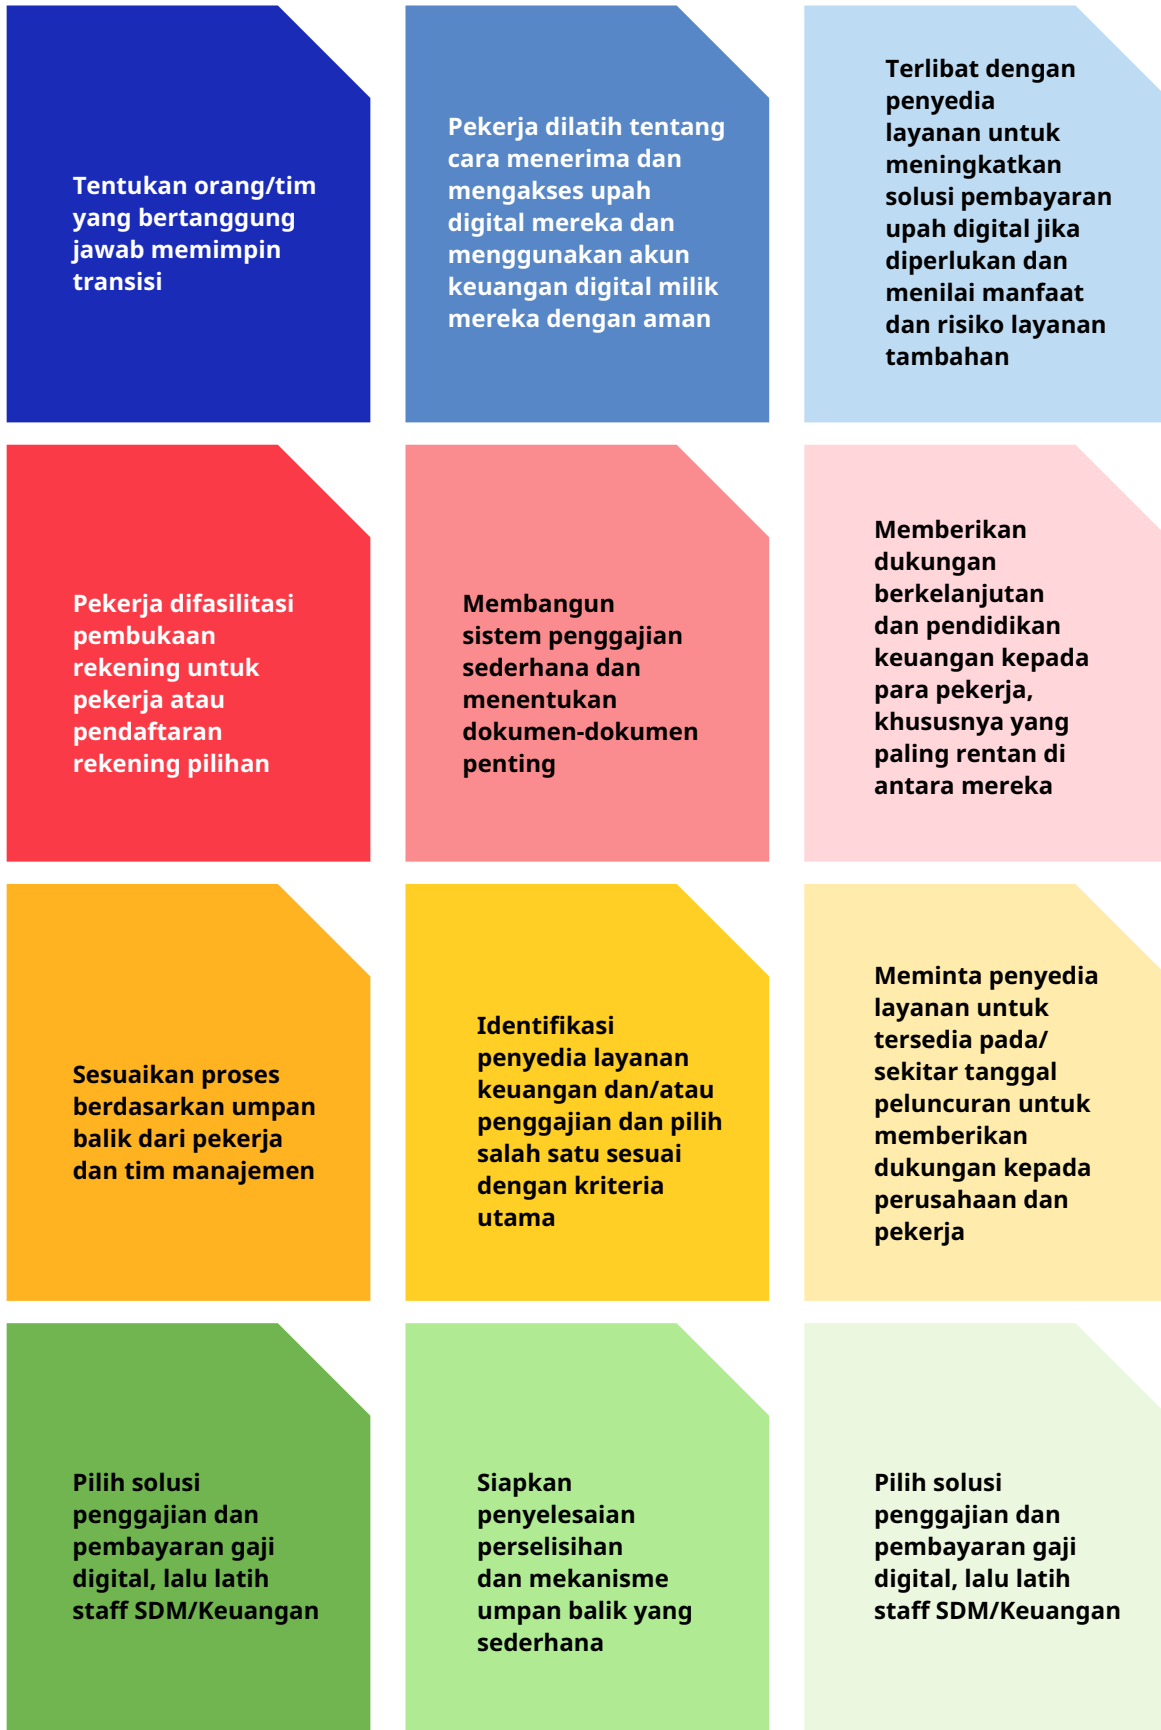 Tentukan orang/tim
yang bertanggung
jawab memimpin
transisi
Pekerja dilatih tentang
cara menerima dan
mengakses upah
digital mereka dan
menggunakan akun
keuangan digital milik
mereka dengan aman
Terlibat dengan
penyedia
layanan untuk
meningkatkan
solusi pembayaran
upah digital jika
diperlukan dan
menilai manfaat
dan risiko layanan
tambahan
Pekerja difasilitasi
pembukaan
rekening untuk
pekerja atau
pendaftaran
rekening pilihan
Membangun
sistem penggajian
sederhana dan
menentukan
dokumen-dokumen
penting
Memberikan
dukungan
berkelanjutan
dan pendidikan
keuangan kepada
para pekerja,
khususnya yang
paling rentan di
antara mereka
Sesuaikan proses
berdasarkan umpan
balik dari pekerja
dan tim manajemen
Identifikasi
penyedia layanan
keuangan dan/atau
penggajian dan pilih
salah satu sesuai
dengan kriteria
utama
Meminta penyedia
layanan untuk
tersedia pada/
sekitar tanggal
peluncuran untuk
memberikan
dukungan kepada
perusahaan dan
pekerja
Pilih solusi
penggajian dan
pembayaran gaji
digital, lalu latih
staff SDM/Keuangan
Siapkan
penyelesaian
perselisihan
dan mekanisme
umpan balik yang
sederhana
Pilih solusi
penggajian dan
pembayaran gaji
digital, lalu latih
staff SDM/Keuangan